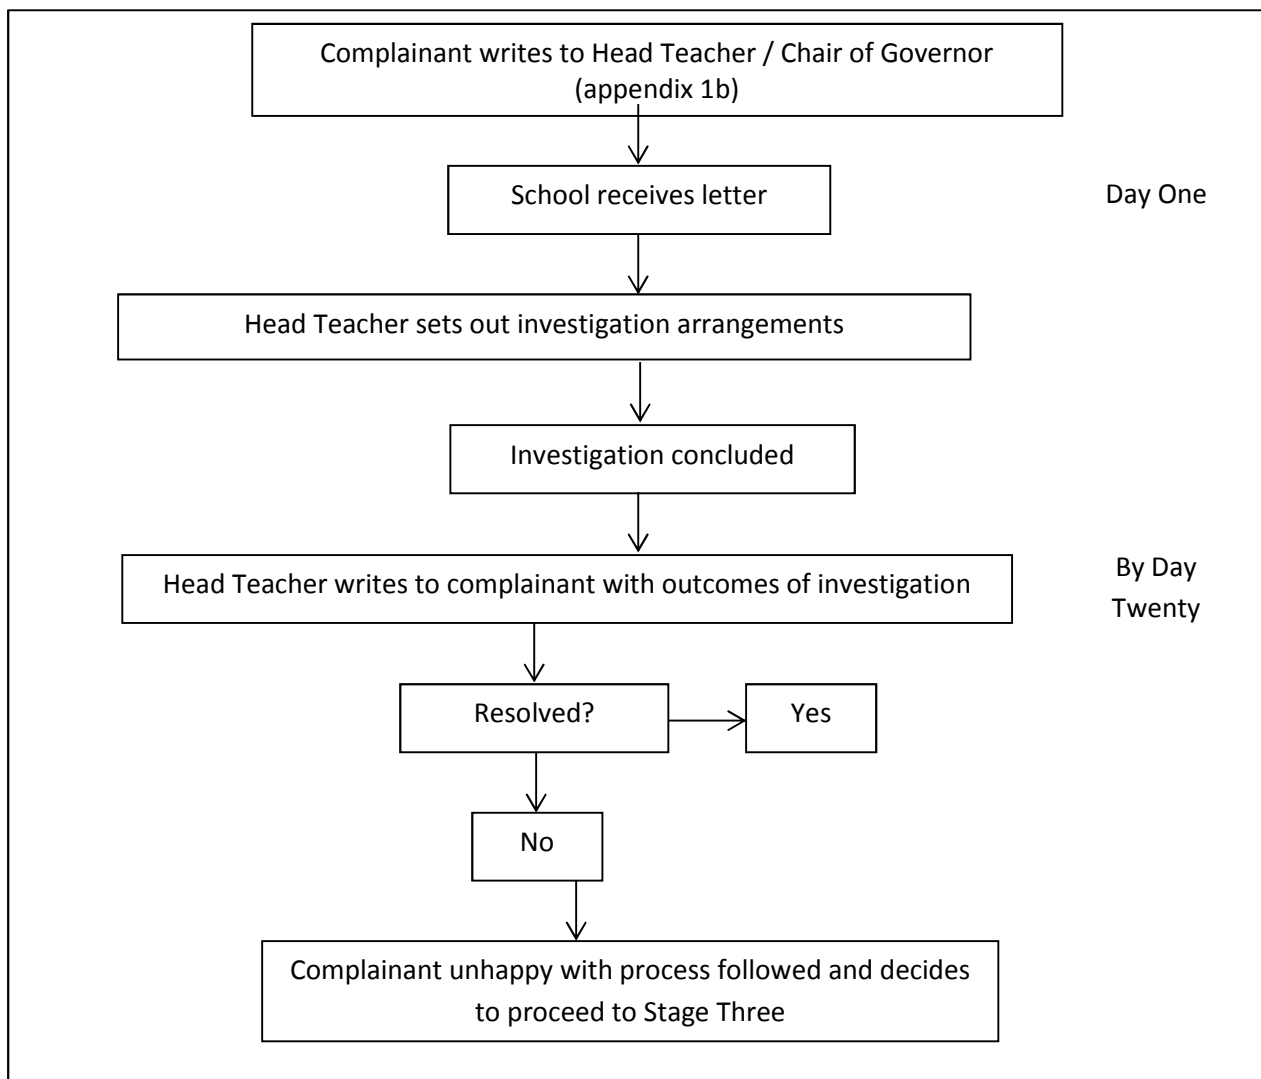 Complainant writes to Head Teacher / Chair of Governor
(appendix 1b)
School receives letter
Day One
Head Teacher sets out investigation arrangements
Investigation concluded
Head Teacher writes to complainant with outcomes of investigation
By Day
Twenty
Resolved?
Yes
No
Complainant unhappy with process followed and decides
to proceed to Stage Three